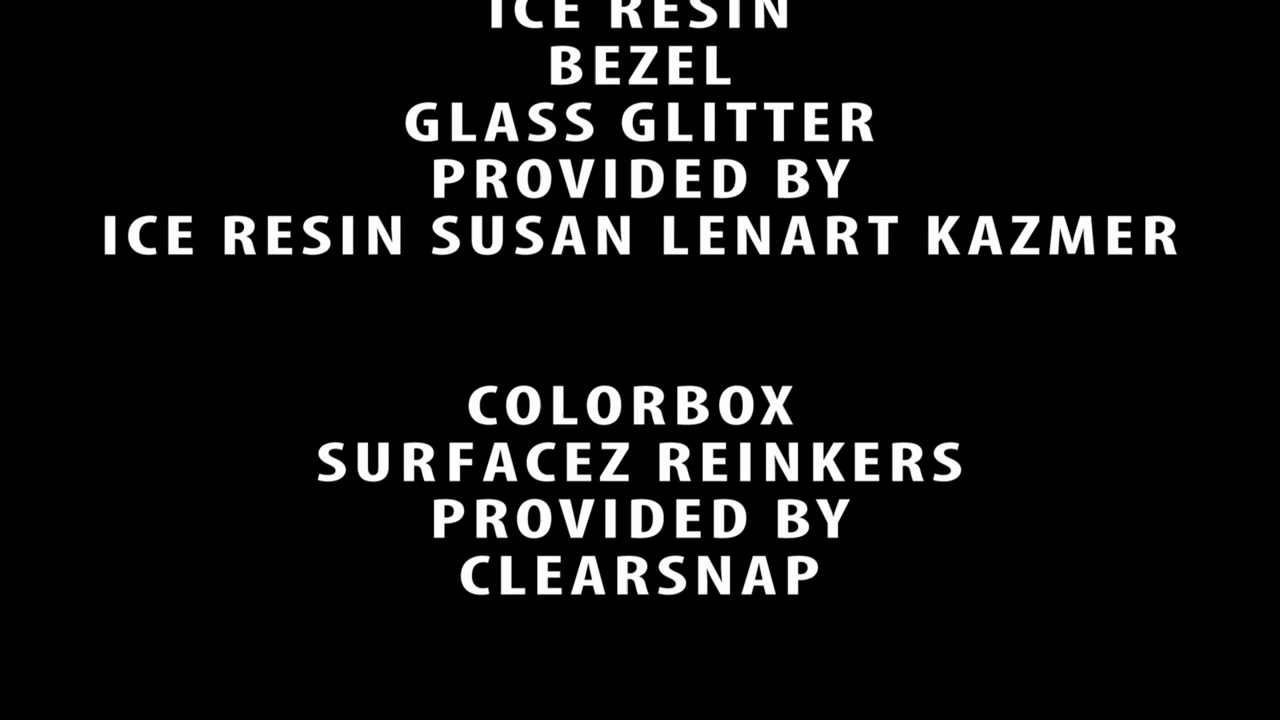 ICE RESIN
BEZEL
GLASS GLITTER
PROVIDED BY
ICE RESIN SUSAN LENART KAZMER
COLORBOX
SURFACEZ REINKERS
PROVIDED BY
CLEARSNAP